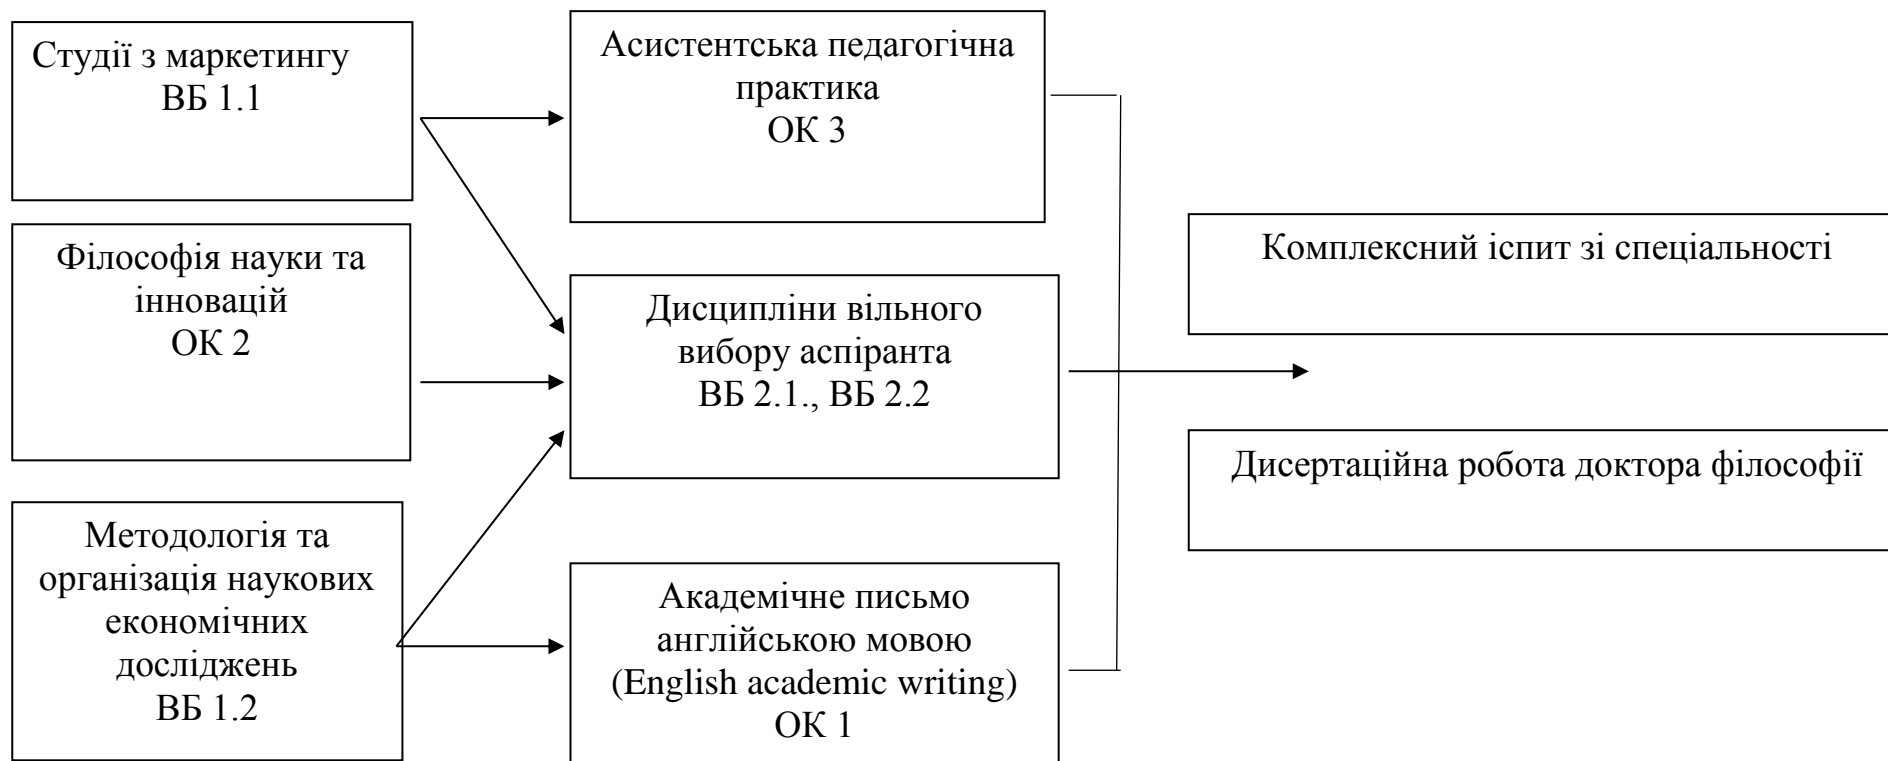 Студії з маркетингу
ВБ 1.1
Філософія науки та
інновацій
ОК 2
Методологія та
організація наукових
економічних
досліджень
ВБ 1.2
Асистентська педагогічна
практика
ОК 3
Дисципліни вільного
вибору аспіранта
ВБ 2.1., ВБ 2.2
Академічне письмо
англійською мовою
(English academic writing)
ОК 1
Комплексний іспит зі спеціальності
Дисертаційна робота доктора філософії